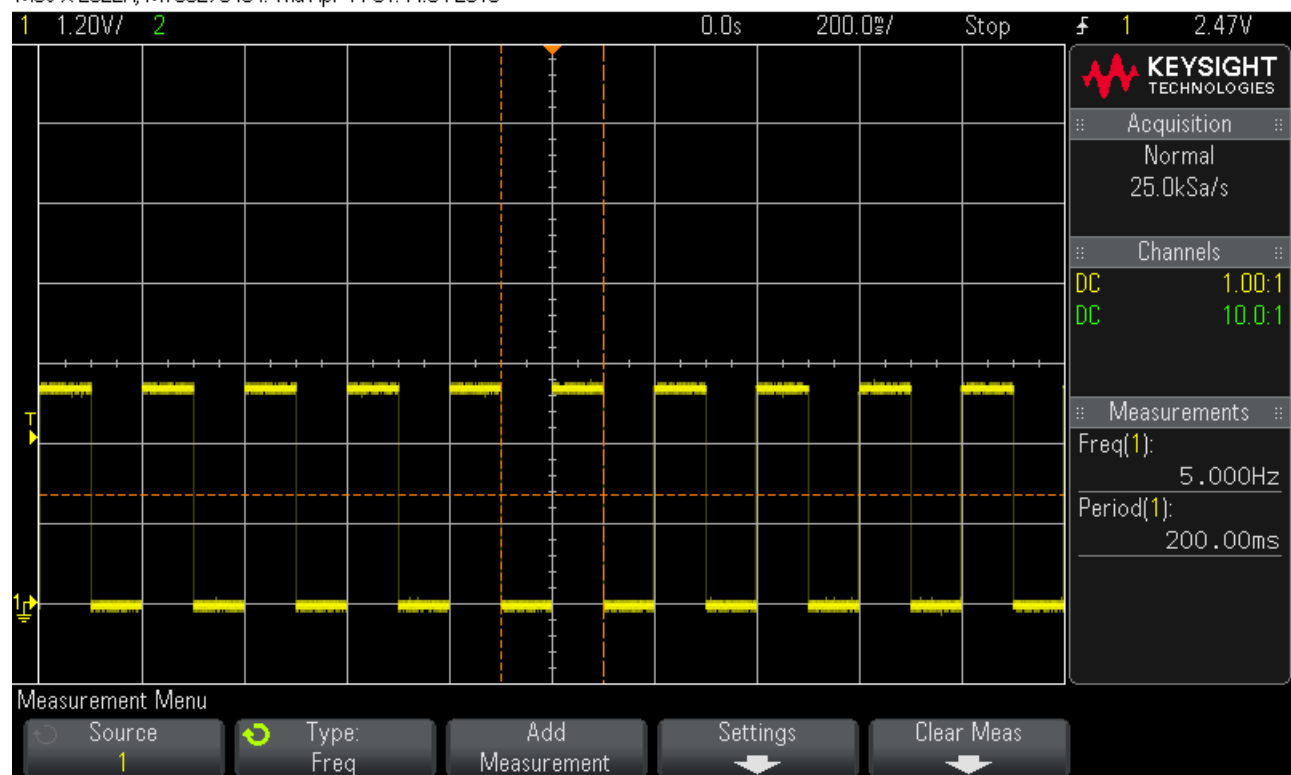 1 1.20V/ 2 0.0s 200.0ms/ Stop 1 2.47V
KEYSIGHT
TECHNOLOGIES
Acquisition
Normal
25.0kSa/s
Channels
DC 1.00:1
DC 10.0:1
T
Measurements
Freq(1):
5.000Hz
Period(1):
200.00ms
1
Measurement Menu
Source
1
Type:
Freq
Add
Measurement
Settings
Clear Meas